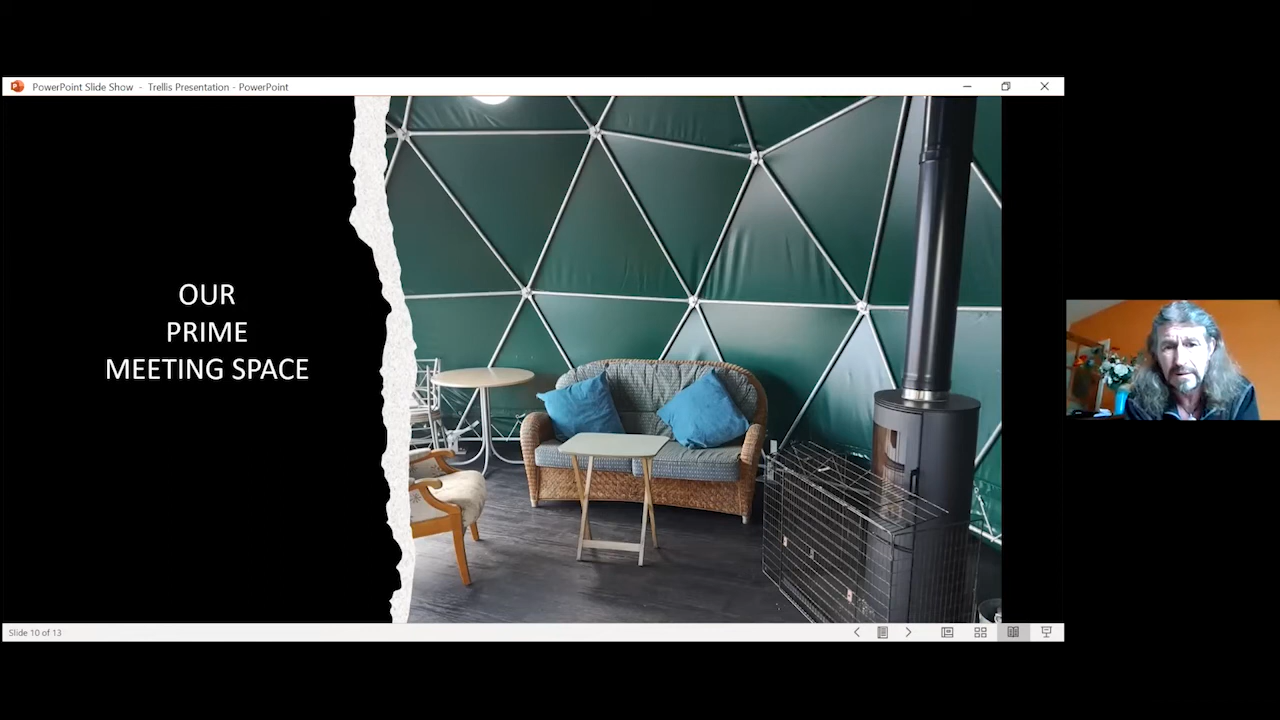 PowerPoint Slide Show - Trellis Presentation - PowerPoint
OUR
PRIME
MEETING SPACE
Slide 10 of 13